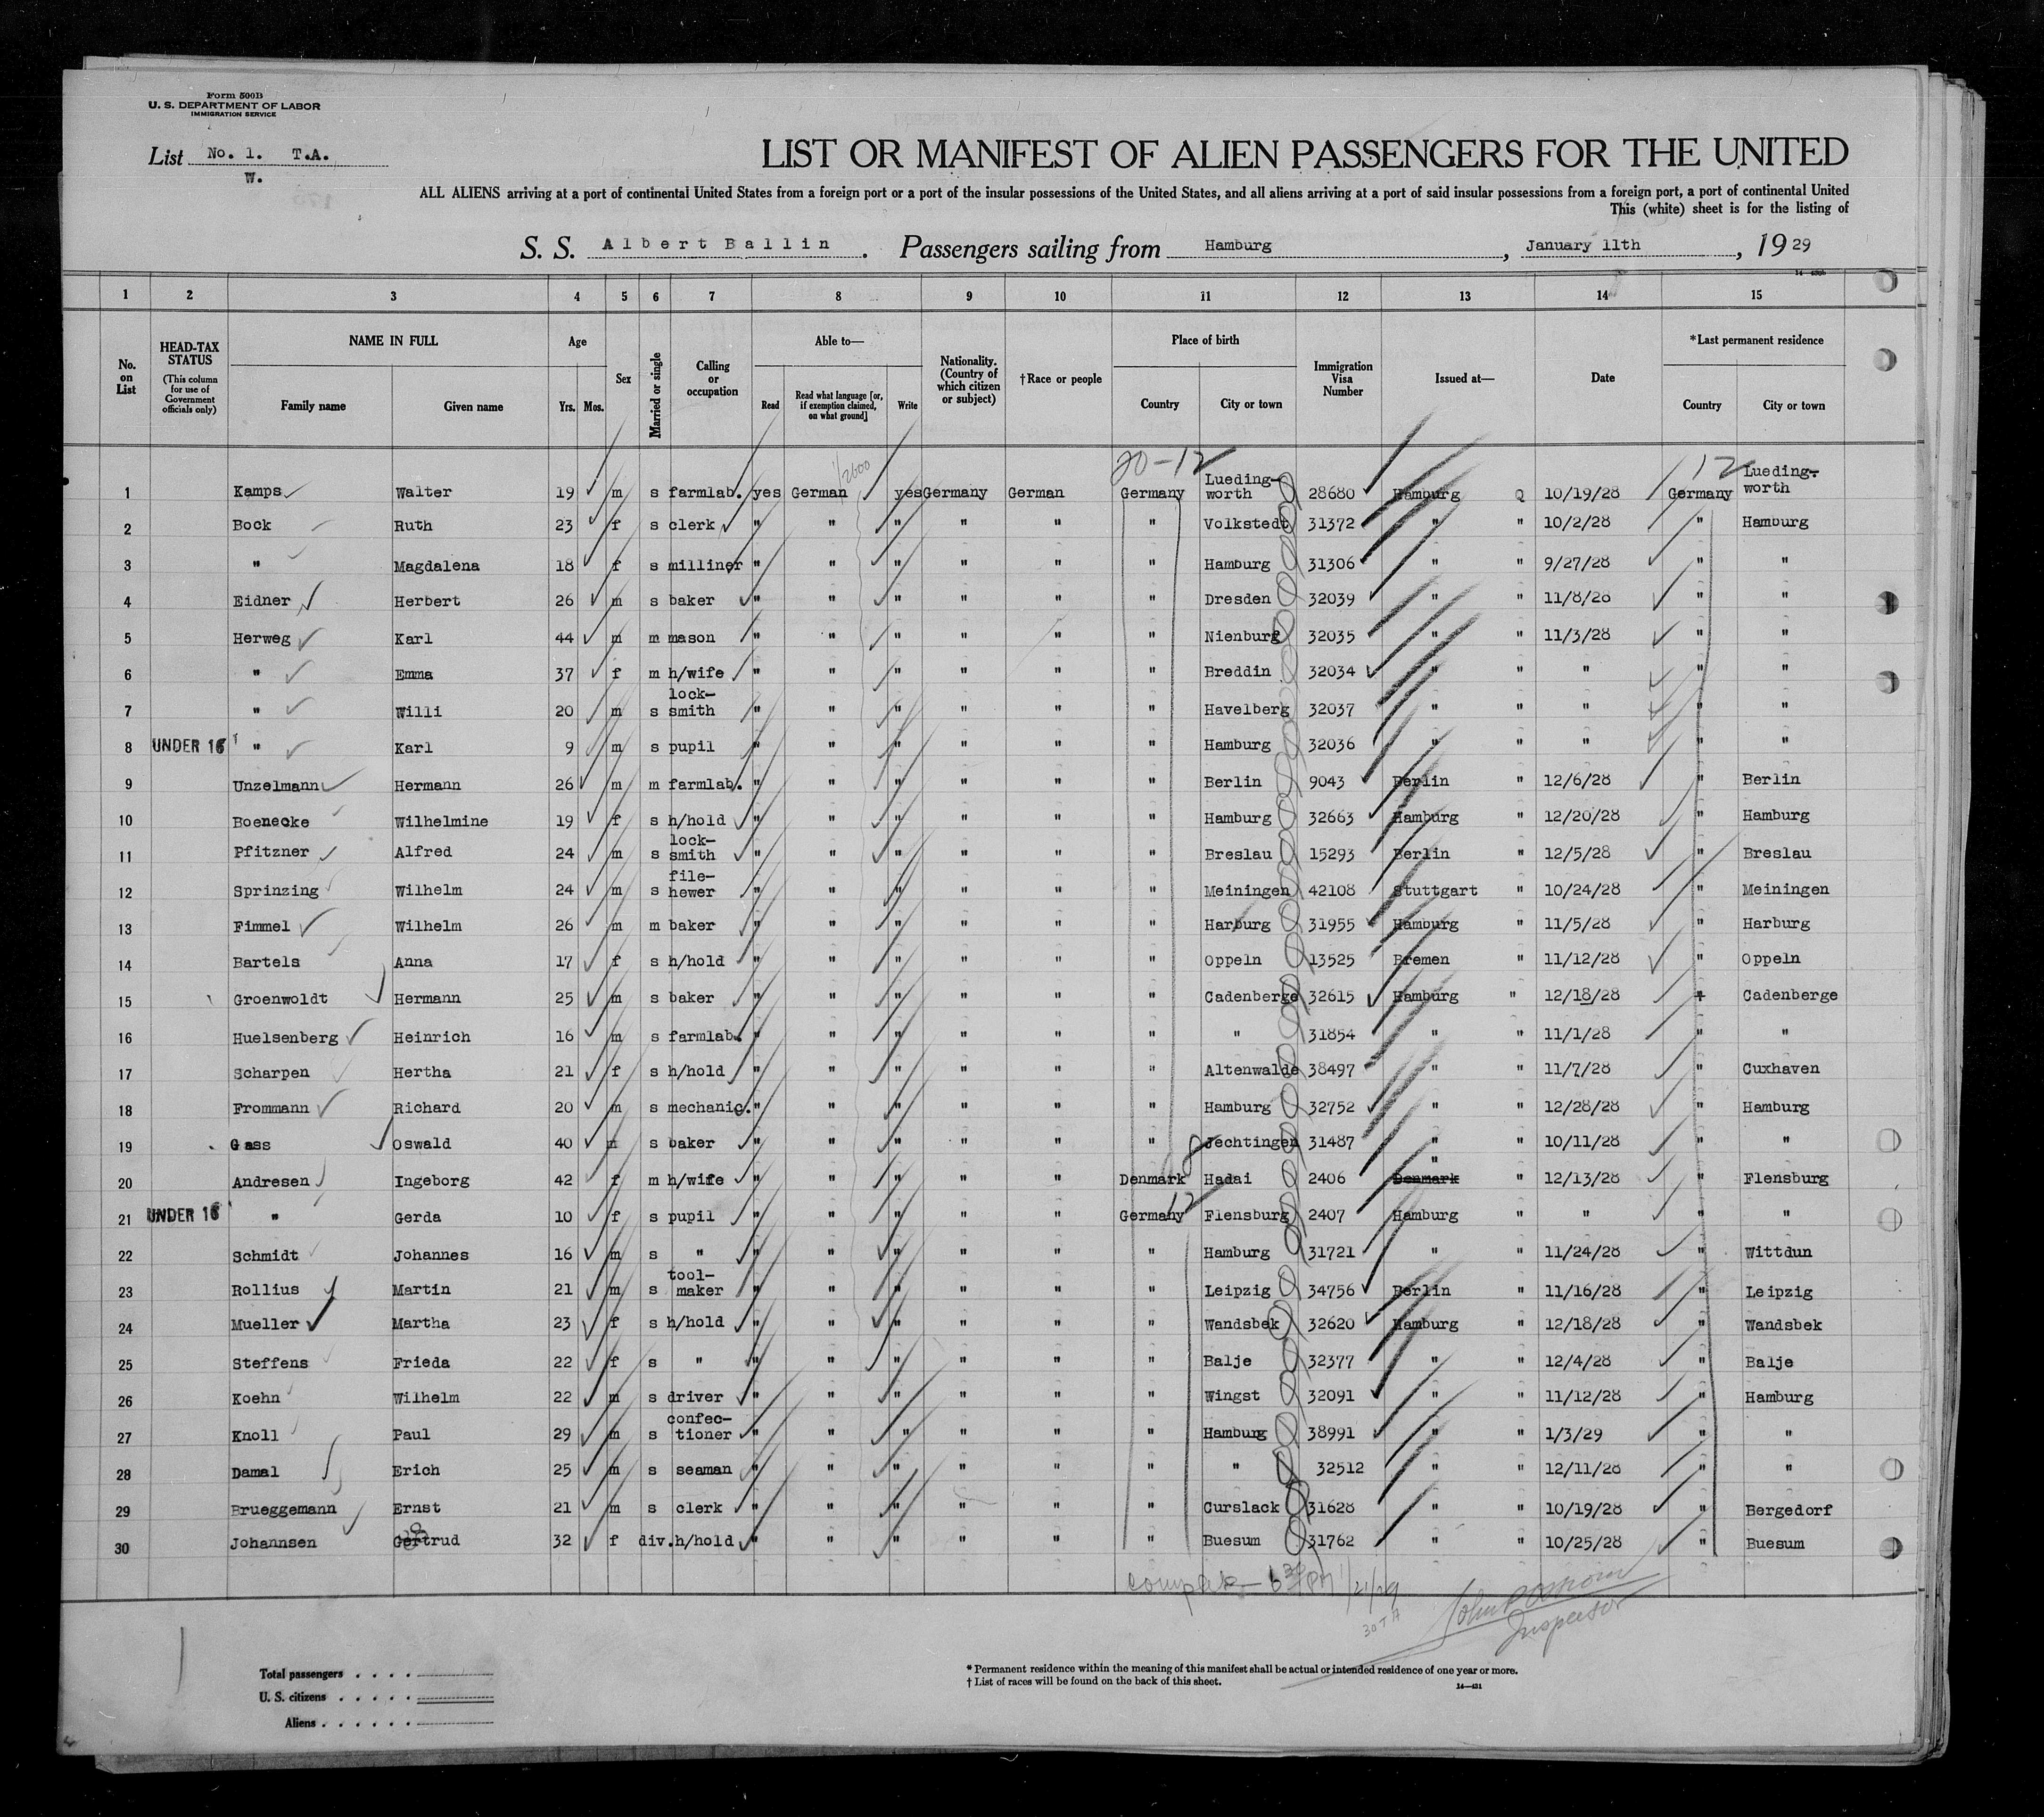 Form 500B
U. S. DEPARTMENT OF LABOR
IMMIGRATION SERVICE
List No. 1. T.A.
W.
LIST OR MANIFEST OF ALIEN PASSENGERS FOR THE UNITED
ALL ALIENS arriving at a port of continental United States from a foreign port or a port of the insular possessions of the United States, and all aliens arriving at a port of said insular possessions from a foreign port, a port of continental United
This (white) sheet is for the listing of
S. S. Albert Ballin. Passengers sailing from Hamburg, January 11th, 1929
1 2 3 4 5 6 7 8 9 10 11 12 13 14 15
No. on List
HEAD-TAX STATUS (This column for use of Government officials only)
NAME IN FULL
Family name Given name
Age
Yrs. Mos.
Sex
Married or single
Calling or occupation
Able to—
Read Read what language [or, if exemption claimed, on what ground] Write
Nationality. (Country of which citizen or subject)
†Race or people
Place of birth
Country City or town
Immigration Visa Number
Issued at—
Date
*Last permanent residence
Country City or town
20-12 12
1 Kamps Walter 19 m s farmlab. yes German yes Germany German Germany Lueding-worth 28680 Hamburg Q 10/19/28 Germany Lueding-worth
2 Bock Ruth 23 f s clerk " " " " " " Volkstedt 31372 " " 10/2/28 " Hamburg
3 " Magdalena 18 f s milliner " " " " " " Hamburg 31306 " " 9/27/28 " "
4 Eidner Herbert 26 m s baker " " " " " " Dresden 32039 " " 11/8/28 " "
5 Herweg Karl 44 m m mason " " " " " " Nienburg 32035 " " 11/3/28 " "
6 " Emma 37 f m h/wife " " " " " " Breddin 32034 " " " " "
7 " Willi 20 m s lock-smith " " " " " " Havelberg 32037 " " " " "
8 UNDER 16 " Karl 9 m s pupil " " " " " " Hamburg 32036 " " " " "
9 Unzelmann Hermann 26 m m farmlab. " " " " " " Berlin 9043 Berlin " 12/6/28 " Berlin
10 Boenecke Wilhelmine 19 f s h/hold " " " " " " Hamburg 32663 Hamburg " 12/20/28 " Hamburg
11 Pfitzner Alfred 24 m s lock-smith " " " " " " Breslau 15293 Berlin " 12/5/28 " Breslau
12 Sprinzing Wilhelm 24 m s file-hewer " " " " " " Meiningen 42108 Stuttgart " 10/24/28 " Meiningen
13 Fimmel Wilhelm 26 m m baker " " " " " " Harburg 31955 Hamburg " 11/5/28 " Harburg
14 Bartels Anna 17 f s h/hold " " " " " " Oppeln 13525 Bremen " 11/12/28 " Oppeln
15 Groenwoldt Hermann 25 m s baker " " " " " " Cadenberge 32615 Hamburg " 12/18/28 " Cadenberge
16 Huelsenberg Heinrich 16 m s farmlab. " " " " " " " 31854 " " 11/1/28 " "
17 Scharpen Hertha 21 f s h/hold " " " " " " Altenwalde 38497 " " 11/7/28 " Cuxhaven
18 Frommann Richard 20 m s mechanic. " " " " " " Hamburg 32752 " " 12/28/28 " Hamburg
19 Gass Oswald 40 m s baker " " " " " " Jechtingen 31487 " " 10/11/28 " "
20 Andresen Ingeborg 42 f m h/wife " " " " " Denmark Hadai 2406 " Denmark " 12/13/28 " Flensburg
21 UNDER 16 " Gerda 10 f s pupil " " " " " Germany 12 Flensburg 2407 Hamburg " " " "
22 Schmidt Johannes 16 m s " " " " " " " Hamburg 31721 " " 11/24/28 " Wittdun
23 Rollius Martin 21 m s tool-maker " " " " " " Leipzig 34756 Berlin " 11/16/28 " Leipzig
24 Mueller Martha 23 f s h/hold " " " " " " Wandsbek 32620 Hamburg " 12/18/28 " Wandsbek
25 Steffens Frieda 22 f s " " " " " " " Balje 32377 " " 12/4/28 " Balje
26 Koehn Wilhelm 22 m s driver " " " " " " Wingst 32091 " " 11/12/28 " Hamburg
27 Knoll Paul 29 m s confec-tioner " " " " " " Hamburg 38991 " " 1/3/29 " "
28 Damal Erich 25 m s seaman " " " " " " " 32512 " " 12/11/28 " "
29 Brueggemann Ernst 21 m s clerk " " " " " " Curslack 31628 " " 10/19/28 " Bergedorf
30 Johannsen Gertrud 32 f div. h/hold " " " " " " Buesum 31762 " " 10/25/28 " Buesum
1/21/29
30 T A
Inspector
Total passengers . . . .
U. S. citizens . . . . .
Aliens . . . . . .
* Permanent residence within the meaning of this manifest shall be actual or intended residence of one year or more.
† List of races will be found on the back of this sheet.
14—431